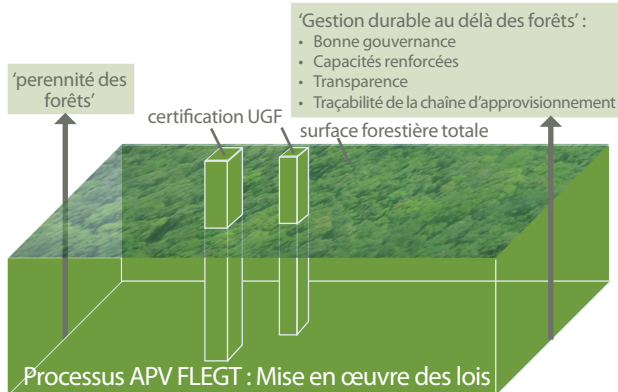 'Gestion durable au délà des forêts' :
• Bonne gouvernance
• Capacités renforcées
• Transparence
• Traçabilité de la chaîne d'approvisionnement
'perennité des
forêts'
certification UGF
surface forestière totale
Processus APV FLEGT : Mise en œuvre des lois